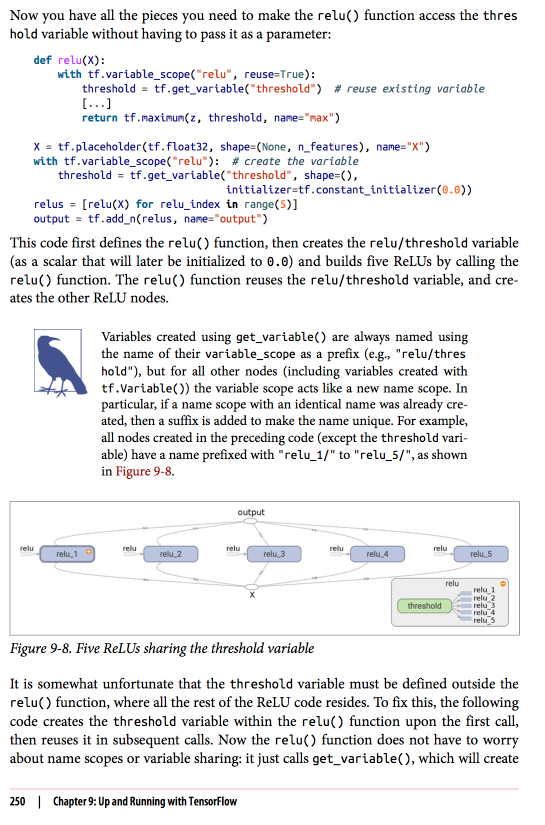 Now you have all the pieces you need to make the relu() function access the thres
hold variable without having to pass it as a parameter:
def relu(X):
    with tf.variable_scope("relu", reuse=True):
        threshold = tf.get_variable("threshold")  # reuse existing variable
        [...]
        return tf.maximum(z, threshold, name="max")
X = tf.placeholder(tf.float32, shape=(None, n_features), name="X")
with tf.variable_scope("relu"):  # create the variable
    threshold = tf.get_variable("threshold", shape=(),
                                initializer=tf.constant_initializer(0.0))
relus = [relu(X) for relu_index in range(5)]
output = tf.add_n(relus, name="output")
This code first defines the relu() function, then creates the relu/threshold variable
(as a scalar that will later be initialized to 0.0) and builds five ReLUs by calling the
relu() function. The relu() function reuses the relu/threshold variable, and cre-
ates the other ReLU nodes.
Variables created using get_variable() are always named using
the name of their variable_scope as a prefix (e.g., "relu/thres
hold"), but for all other nodes (including variables created with
tf.Variable()) the variable scope acts like a new name scope. In
particular, if a name scope with an identical name was already cre-
ated, then a suffix is added to make the name unique. For example,
all nodes created in the preceding code (except the threshold vari-
able) have a name prefixed with "relu_1/" to "relu_5/", as shown
in Figure 9-8.
output
relu relu_1 relu relu_2 relu relu_3 relu relu_4 relu relu_5
X
relu
threshold
relu_1
relu_2
relu_3
relu_4
relu_5
Figure 9-8. Five ReLUs sharing the threshold variable
It is somewhat unfortunate that the threshold variable must be defined outside the
relu() function, where all the rest of the ReLU code resides. To fix this, the following
code creates the threshold variable within the relu() function upon the first call,
then reuses it in subsequent calls. Now the relu() function does not have to worry
about name scopes or variable sharing: it just calls get_variable(), which will create
250 | Chapter 9: Up and Running with TensorFlow